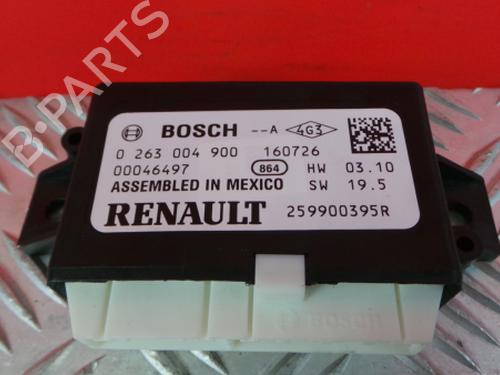 B-PARTS
BOSCH --A 4G3
0 263 004 900 160726
00046497 864 HW 03.10
ASSEMBLED IN MEXICO SW 19.5
RENAULT 259900395R
BOSCH